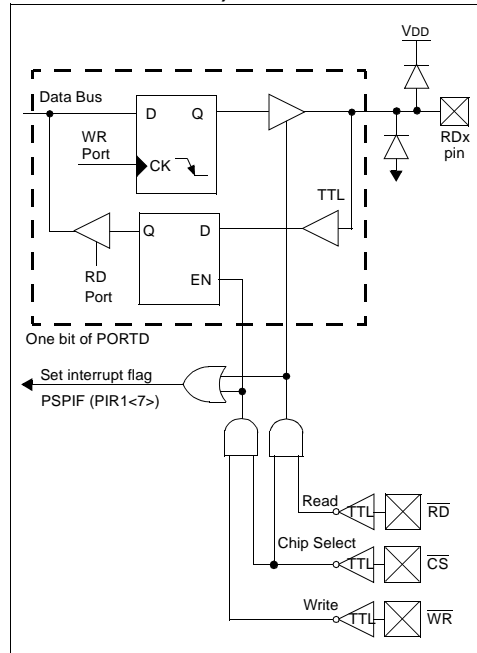 VDD
Data Bus
D Q
RDx
pin
WR
Port
CK
TTL
Q D
EN
RD
Port
One bit of PORTD
Set interrupt flag
PSPIF (PIR1<7>)
Read
TTL
RD
Chip Select
TTL
CS
Write
TTL
WR